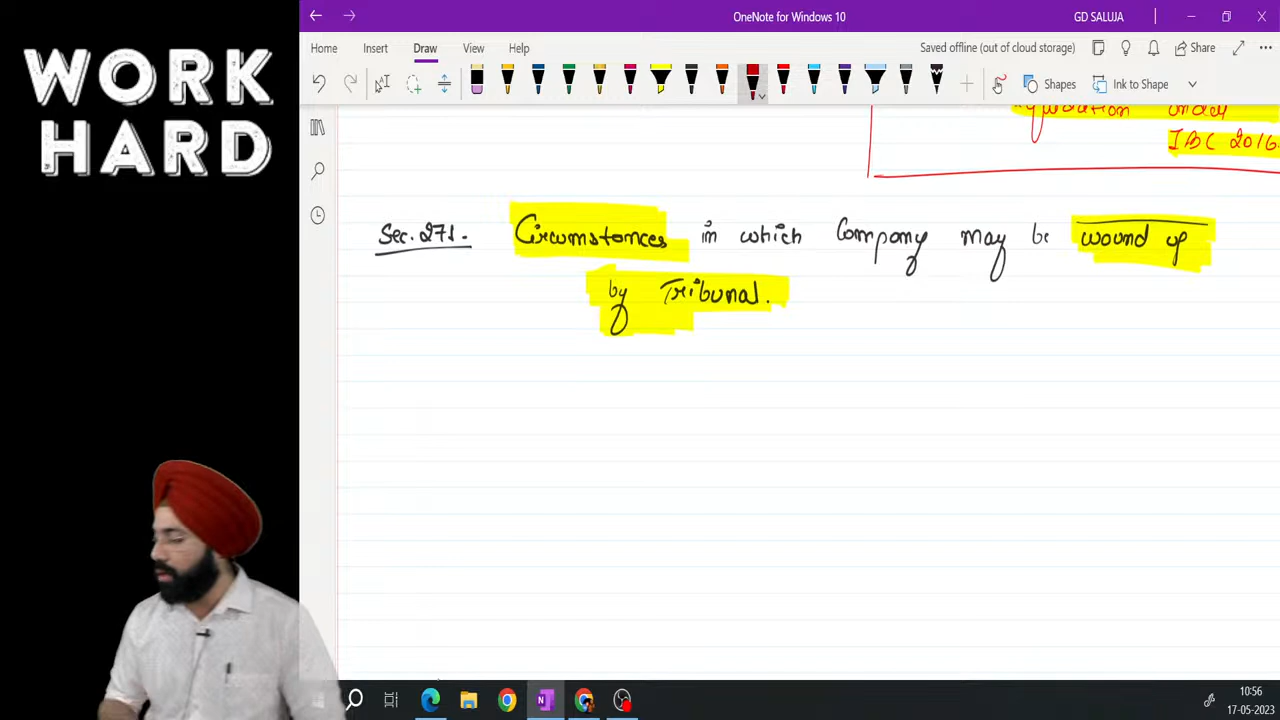 WORK
HARD
OneNote for Windows 10
GD SALUJA
Home Insert Draw View Help
Saved offline (out of cloud storage)
Share
Shapes
Ink to Shape
under
IBC 2016.
Sec. 271. Circumstances in which Company may be wound up
by Tribunal.
10:56
17-05-2023